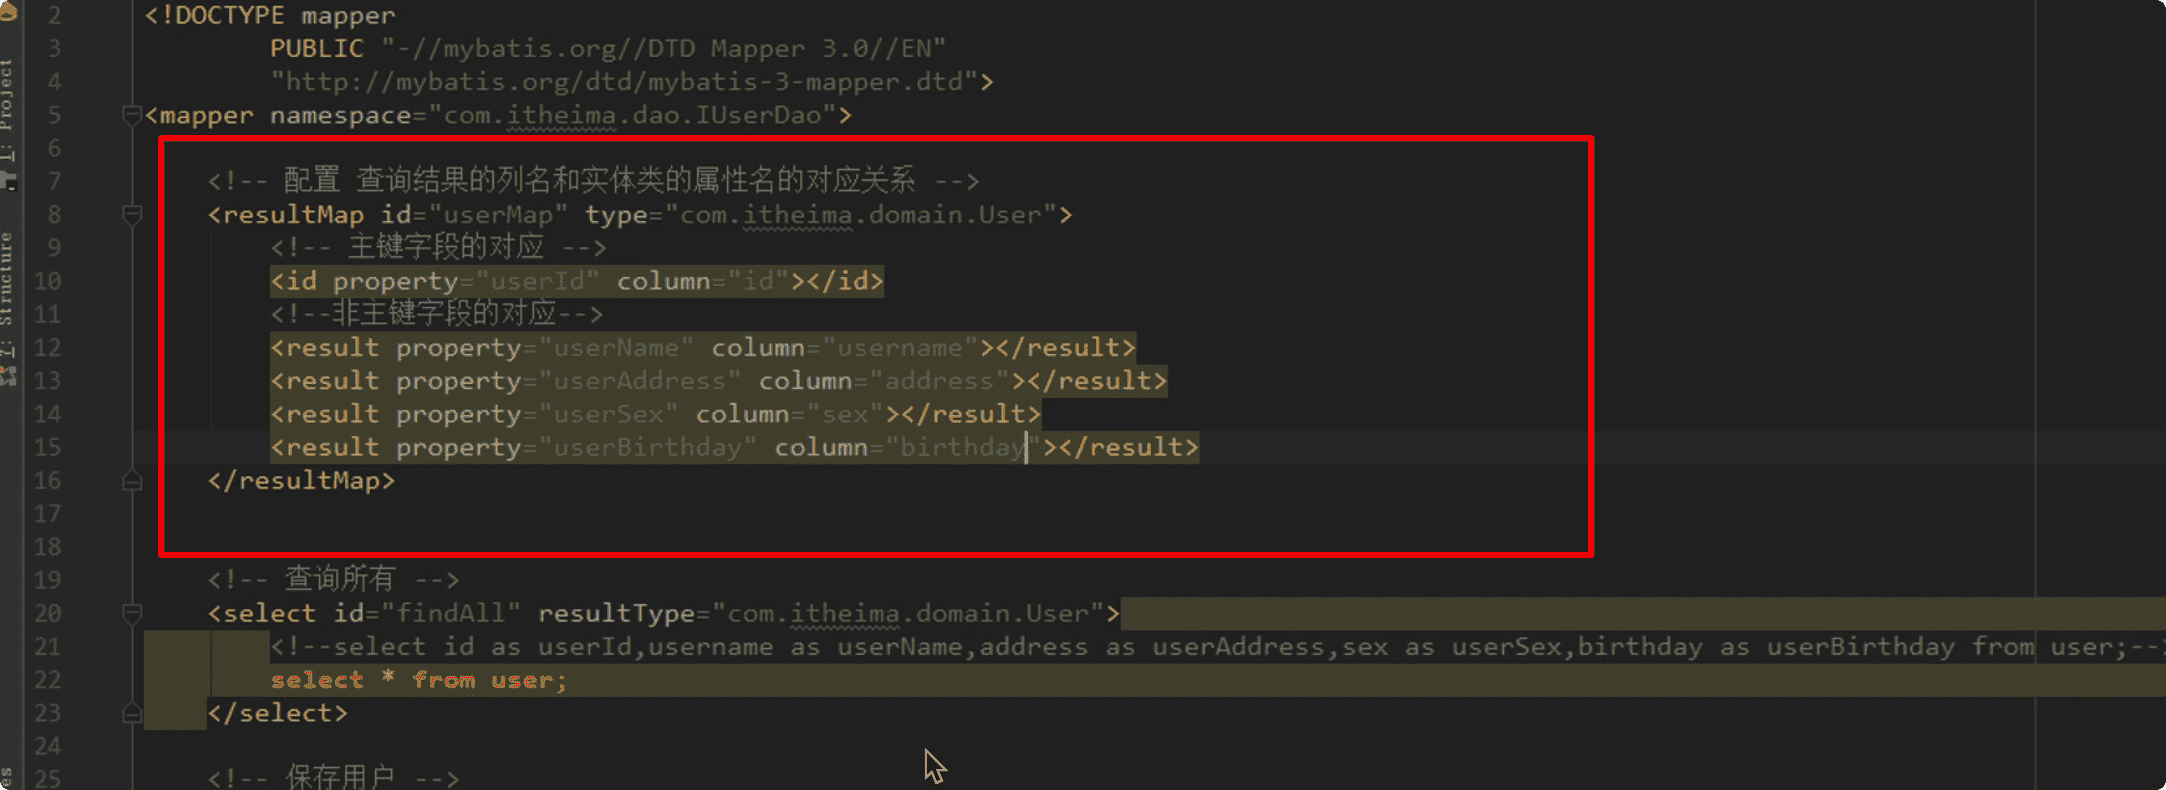 2 <!DOCTYPE mapper
3 PUBLIC "-//mybatis.org//DTD Mapper 3.0//EN"
4 "http://mybatis.org/dtd/mybatis-3-mapper.dtd">
5 <mapper namespace="com.itheima.dao.IUserDao">
6
7 <!-- 配置 查询结果的列名和实体类的属性名的对应关系 -->
8 <resultMap id="userMap" type="com.itheima.domain.User">
9 <!-- 主键字段的对应 -->
10 <id property="userId" column="id"></id>
11 <!--非主键字段的对应-->
12 <result property="userName" column="username"></result>
13 <result property="userAddress" column="address"></result>
14 <result property="userSex" column="sex"></result>
15 <result property="userBirthday" column="birthday"></result>
16 </resultMap>
17
18
19 <!-- 查询所有 -->
20 <select id="findAll" resultType="com.itheima.domain.User">
21 <!--select id as userId,username as userName,address as userAddress,sex as userSex,birthday as userBirthday from user;-->
22 select * from user;
23 </select>
24
25 <!-- 保存用户 -->
1: Project
7: Structure